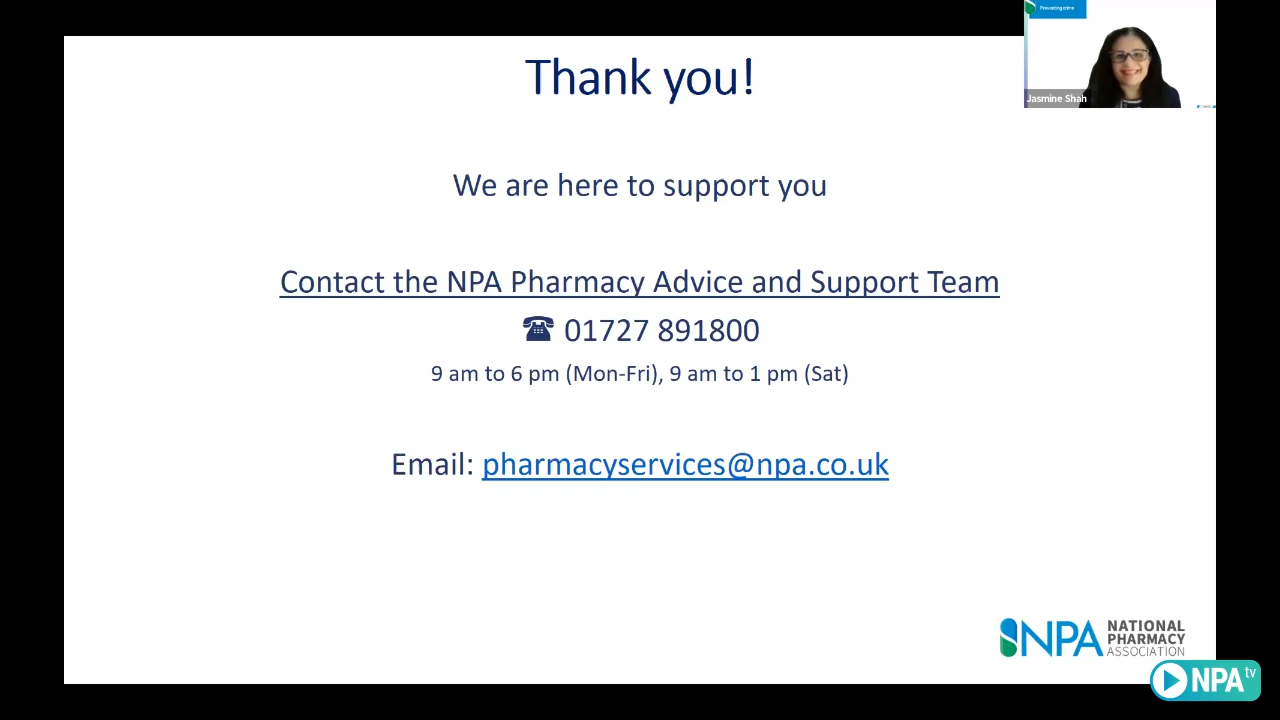 Preventing crime
Jasmine Shah
Thank you!
We are here to support you
Contact the NPA Pharmacy Advice and Support Team
☎ 01727 891800
9 am to 6 pm (Mon-Fri), 9 am to 1 pm (Sat)
Email: pharmacyservices@npa.co.uk
NPA NATIONAL
PHARMACY
ASSOCIATION
NPA tv